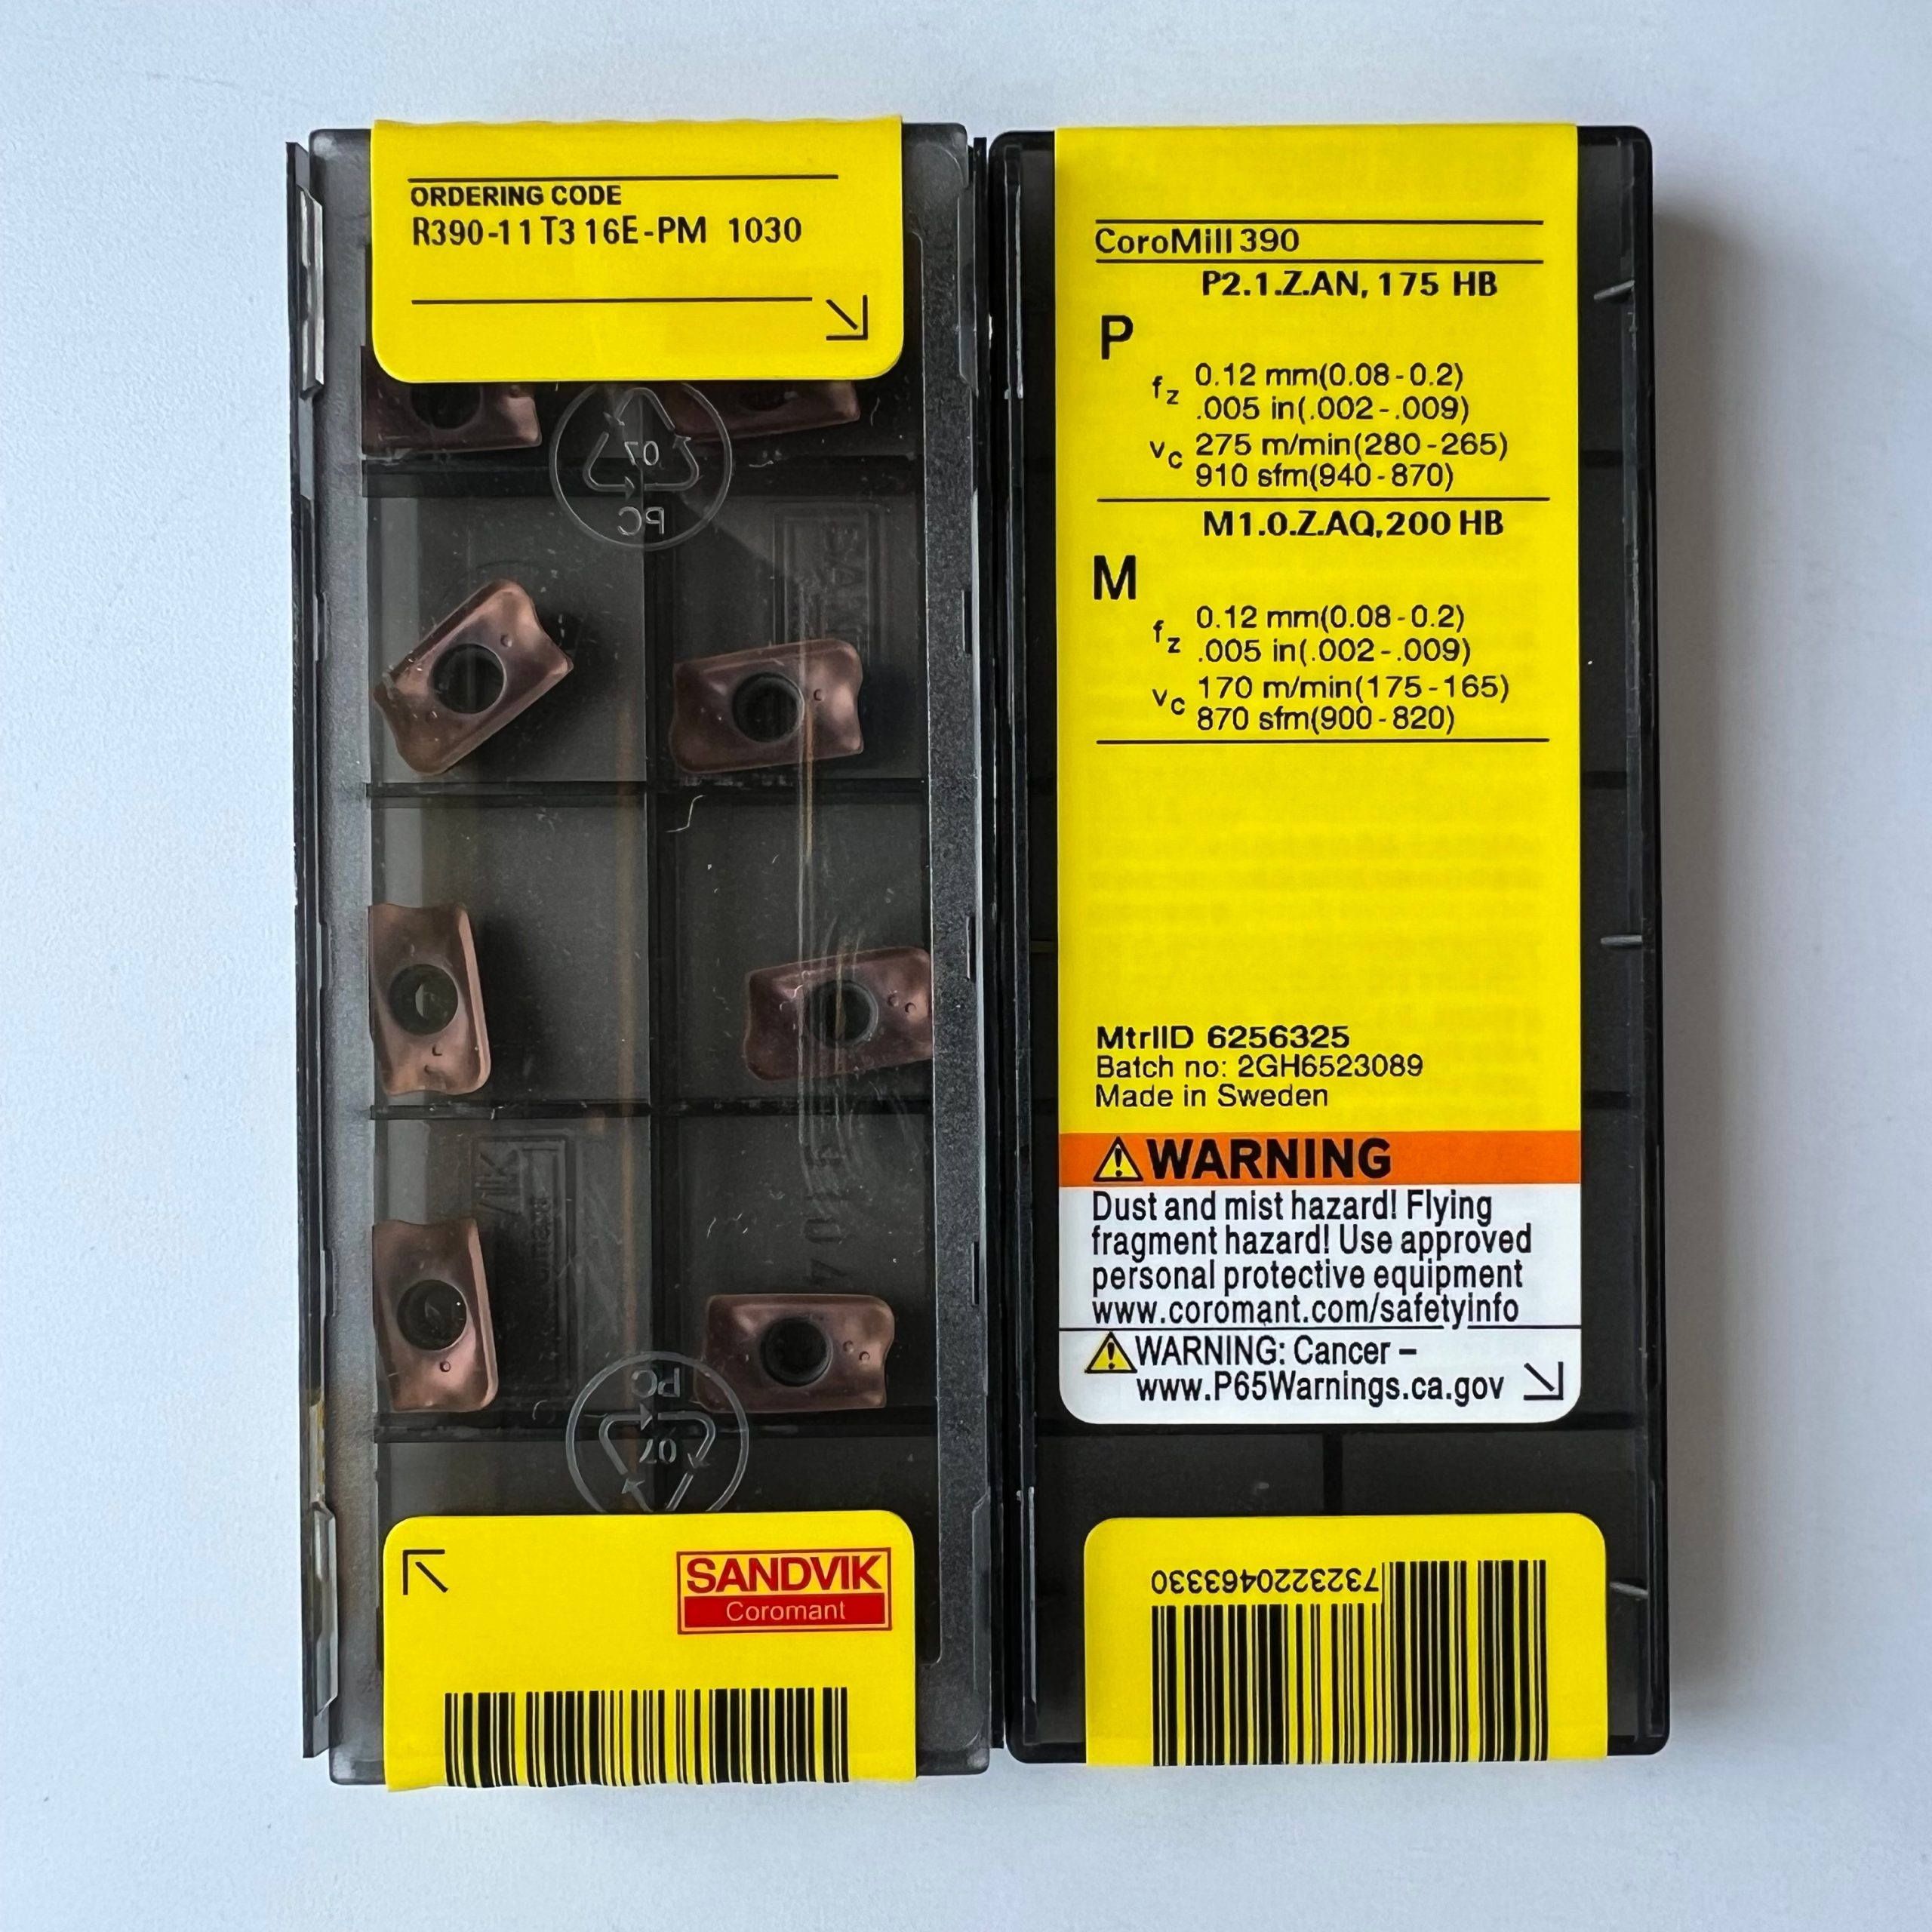 ORDERING CODE
R390-11 T3 16E-PM 1030
07
PC
PC
07
SANDVIK
Coromant
CoroMill 390
P2.1.Z.AN, 175 HB
P
fz 0.12 mm(0.08-0.2)
.005 in(.002-.009)
vc 275 m/min(280-265)
910 sfm(940-870)
M1.0.Z.AQ,200 HB
M
fz 0.12 mm(0.08-0.2)
.005 in(.002-.009)
vc 170 m/min(175-165)
870 sfm(900-820)
MtrlID 6256325
Batch no: 2GH6523089
Made in Sweden
WARNING
Dust and mist hazard! Flying
fragment hazard! Use approved
personal protective equipment
www.coromant.com/safetyinfo
WARNING: Cancer –
www.P65Warnings.ca.gov
7323220463330